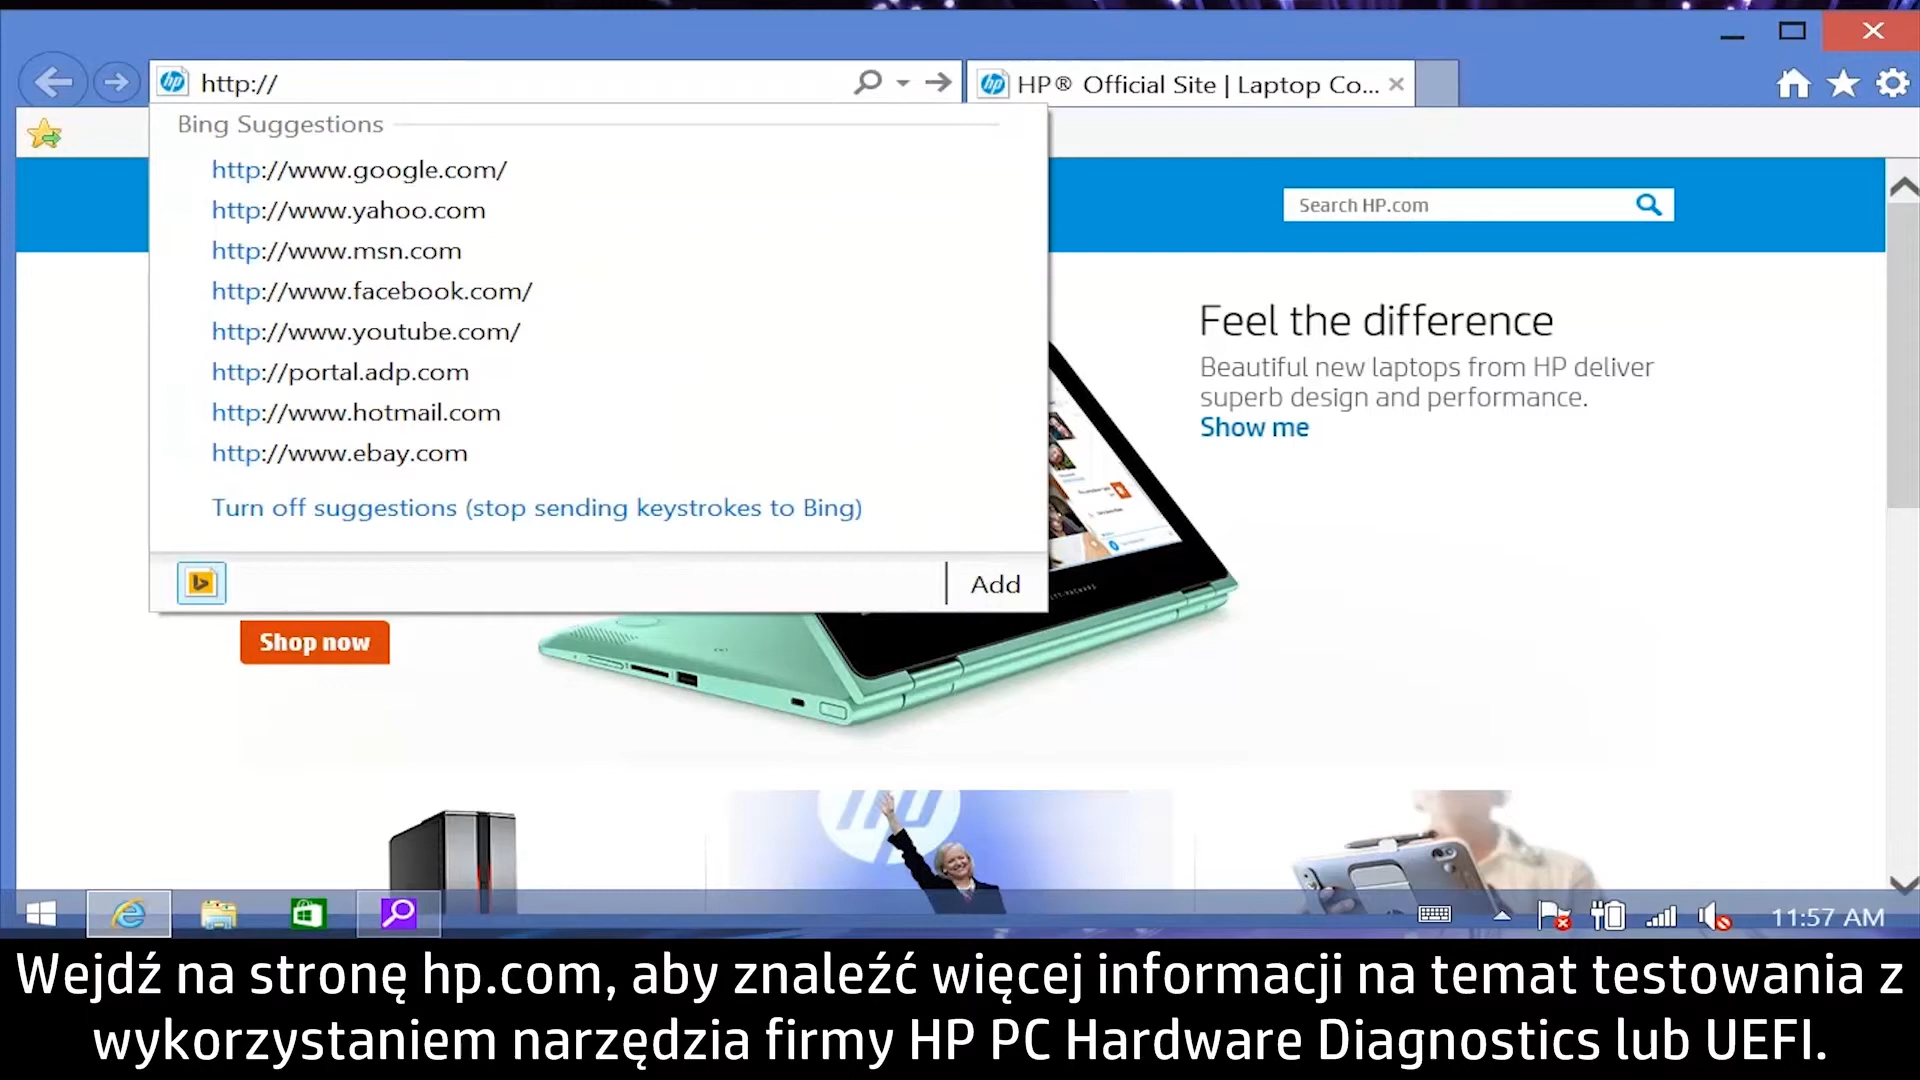 http://
HP® Official Site | Laptop Co...
Bing Suggestions
http://www.google.com/
http://www.yahoo.com
http://www.msn.com
http://www.facebook.com/
http://www.youtube.com/
http://portal.adp.com
http://www.hotmail.com
http://www.ebay.com
Turn off suggestions (stop sending keystrokes to Bing)
Add
Search HP.com
Feel the difference
Beautiful new laptops from HP deliver
superb design and performance.
Show me
Shop now
11:57 AM
Wejdź na stronę hp.com, aby znaleźć więcej informacji na temat testowania z
wykorzystaniem narzędzia firmy HP PC Hardware Diagnostics lub UEFI.